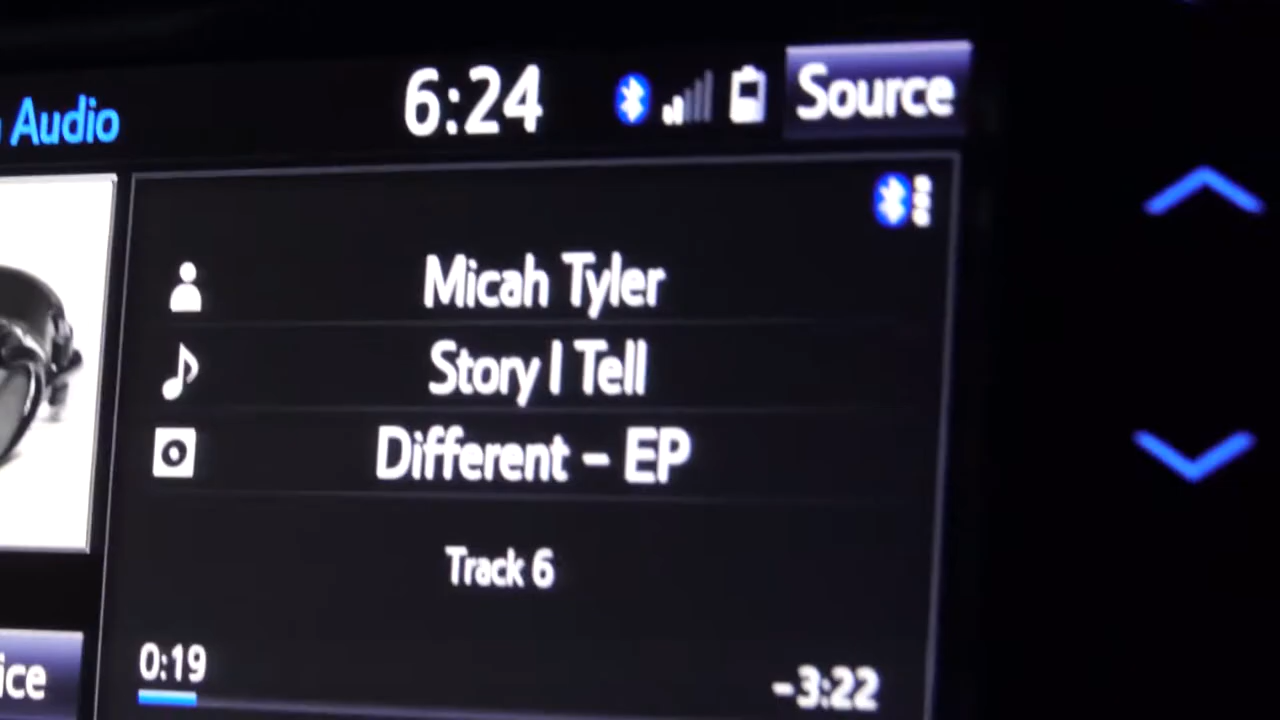 Audio
6:24
Source
Micah Tyler
Story I Tell
Different – EP
Track 6
0:19
-3:22
ice